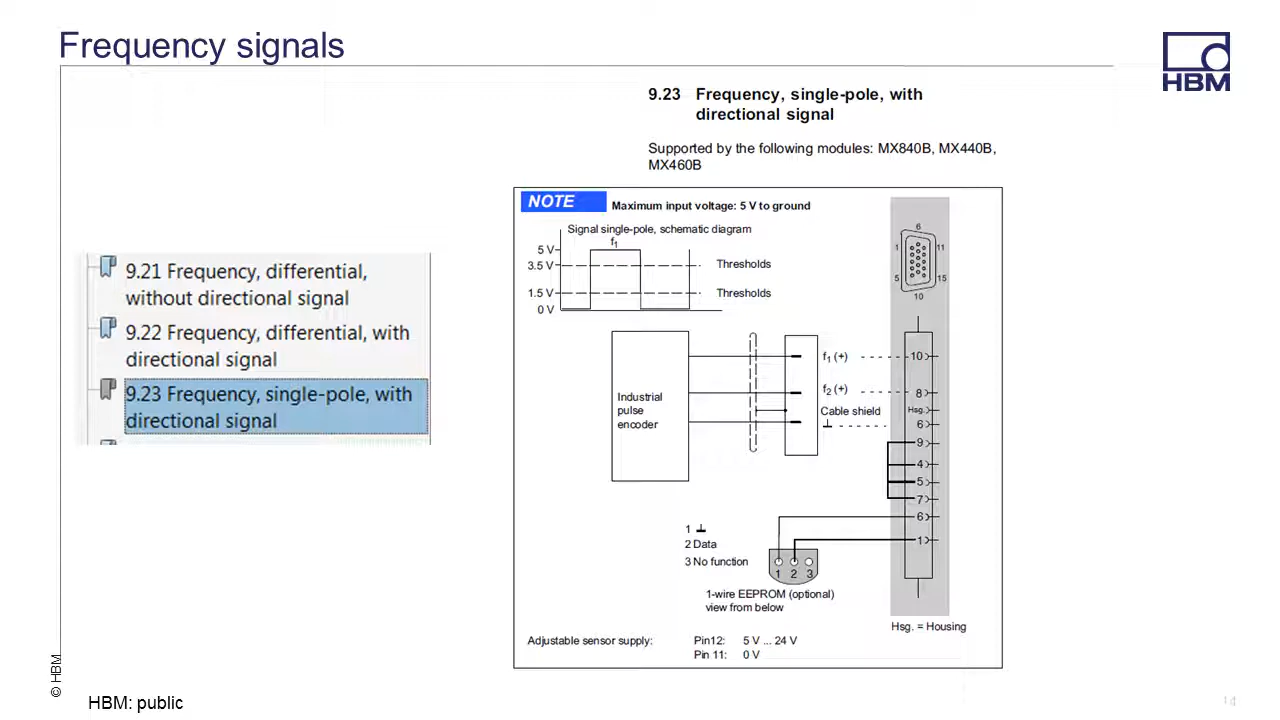 Frequency signals
HBM
9.23 Frequency, single-pole, with
directional signal
Supported by the following modules: MX840B, MX440B,
MX460B
9.21 Frequency, differential,
without directional signal
9.22 Frequency, differential, with
directional signal
9.23 Frequency, single-pole, with
directional signal
NOTE Maximum input voltage: 5 V to ground
Signal single-pole, schematic diagram
f1
5 V
3.5 V Thresholds
1.5 V Thresholds
0 V
6
1 11
5 15
10
Industrial
pulse
encoder
f1 (+) 10
f2 (+) 8
Cable shield Hsg.
6
9
4
5
7
6
1
1
2 Data
3 No function
1 2 3
1-wire EEPROM (optional)
view from below
Hsg. = Housing
Adjustable sensor supply: Pin12: 5 V ... 24 V
Pin 11: 0 V
© HBM
HBM: public
14